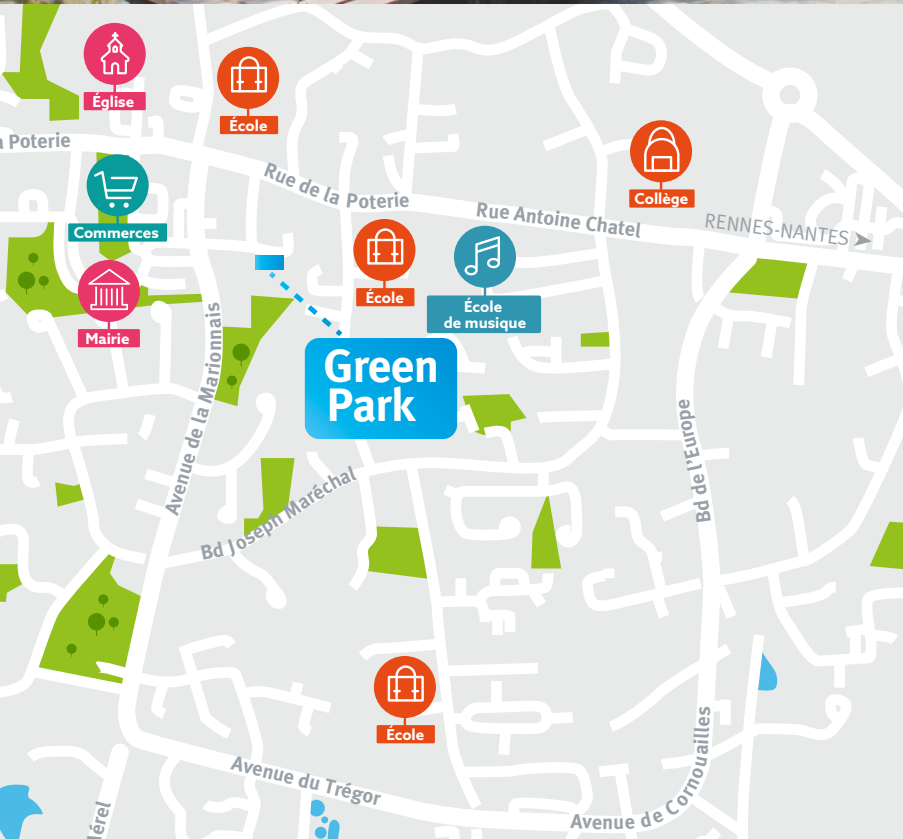 Église
École
a Poterie
Rue de la Poterie
Collège
Commerces
Rue Antoine Chatel
RENNES-NANTES
École
École
de musique
Mairie
Avenue de la Marionnais
Green
Park
Bd de l'Europe
Bd Joseph Maréchal
École
Avenue du Trégor
Avenue de Cornouailles
lérel